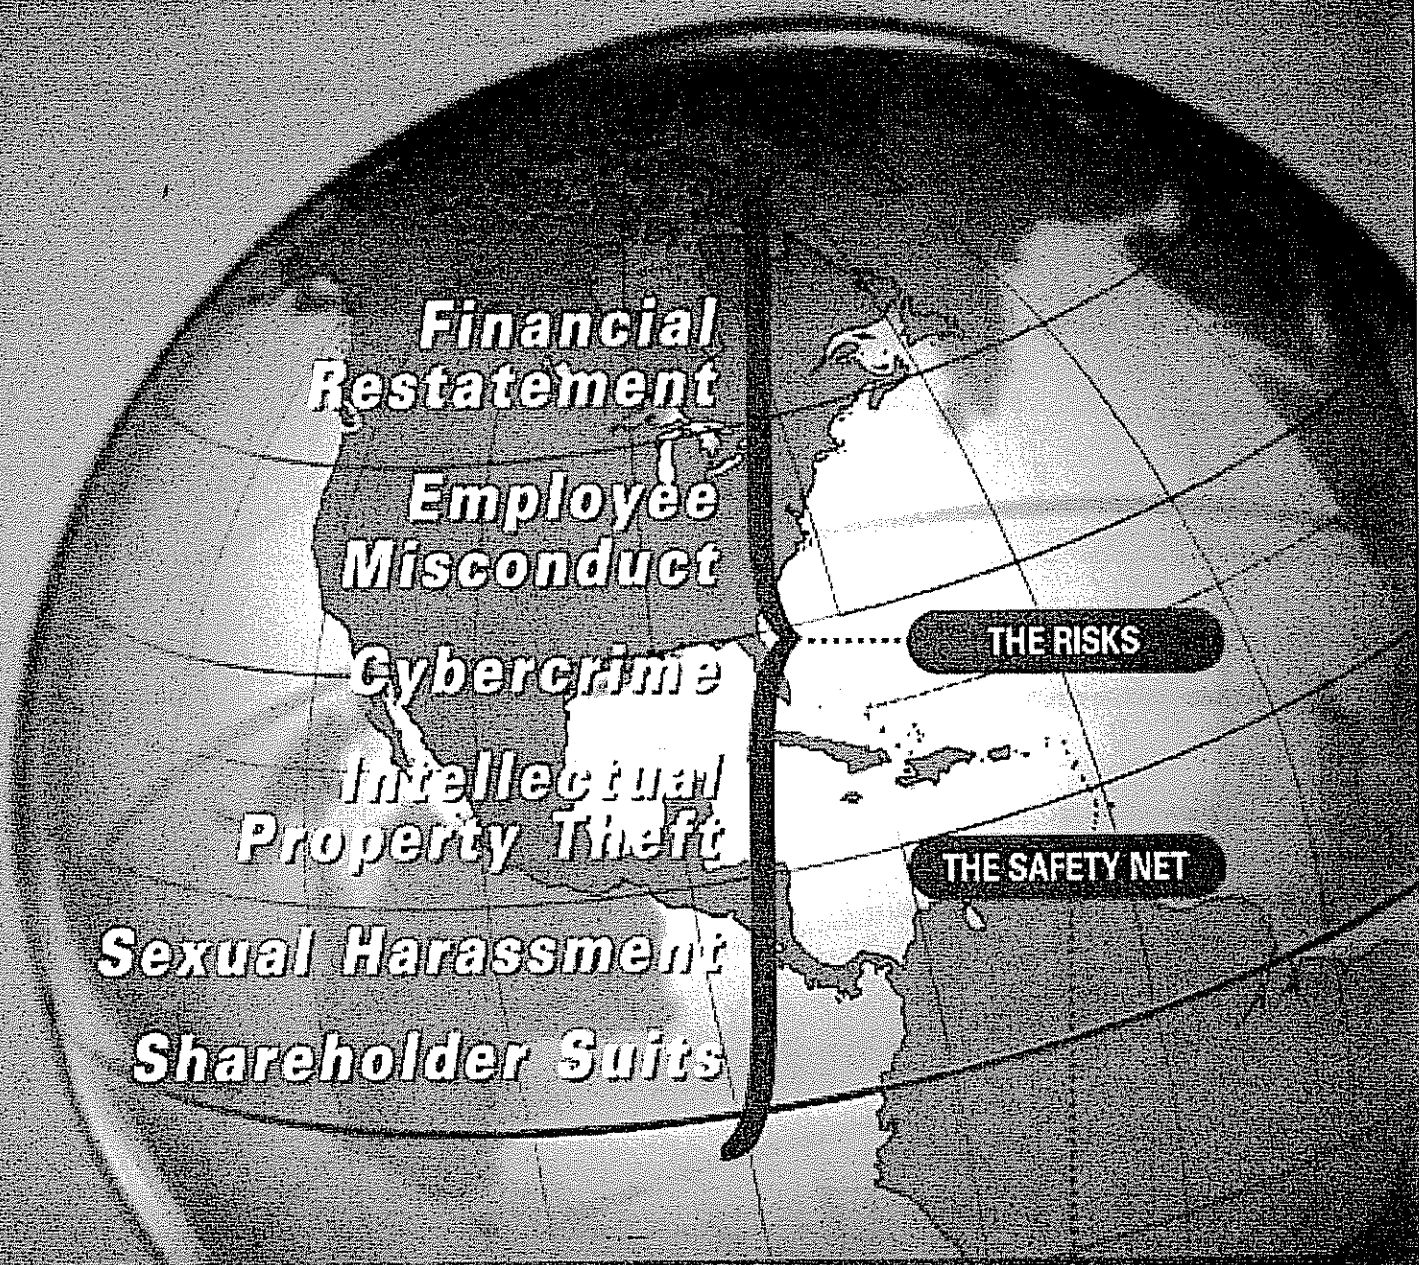 Financial
Restatement
Employee
Misconduct
Cybercrime
Intellectual
Property Theft
Sexual Harassment
Shareholder Suits
THE RISKS
THE SAFETY NET